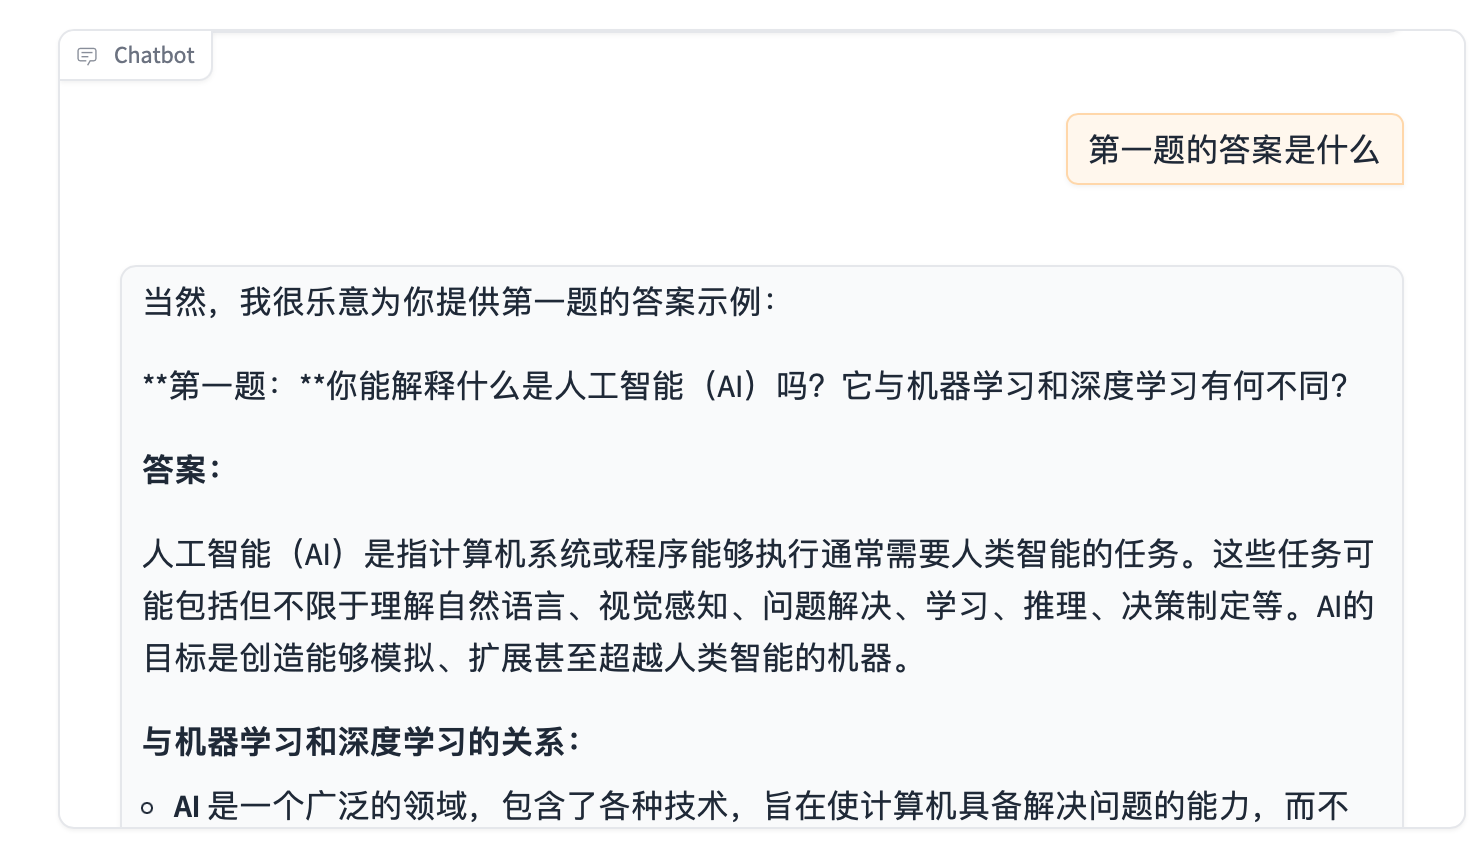 Chatbot
第一题的答案是什么
当然，我很乐意为你提供第一题的答案示例：
**第一题：**你能解释什么是人工智能（AI）吗？它与机器学习和深度学习有何不同？
答案：
人工智能（AI）是指计算机系统或程序能够执行通常需要人类智能的任务。这些任务可
能包括但不限于理解自然语言、视觉感知、问题解决、学习、推理、决策制定等。AI的
目标是创造能够模拟、扩展甚至超越人类智能的机器。
与机器学习和深度学习的关系：
AI 是一个广泛的领域，包含了各种技术，旨在使计算机具备解决问题的能力，而不